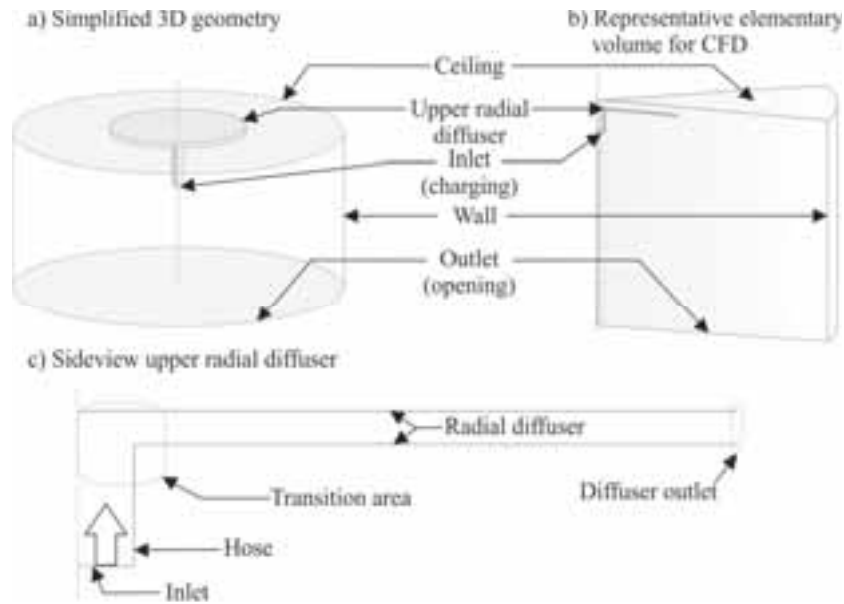 a) Simplified 3D geometry
b) Representative elementary
volume for CFD
Ceiling
Upper radial
diffuser
Inlet
(charging)
Wall
Outlet
(opening)
c) Sideview upper radial diffuser
Radial diffuser
Transition area
Diffuser outlet
Hose
Inlet